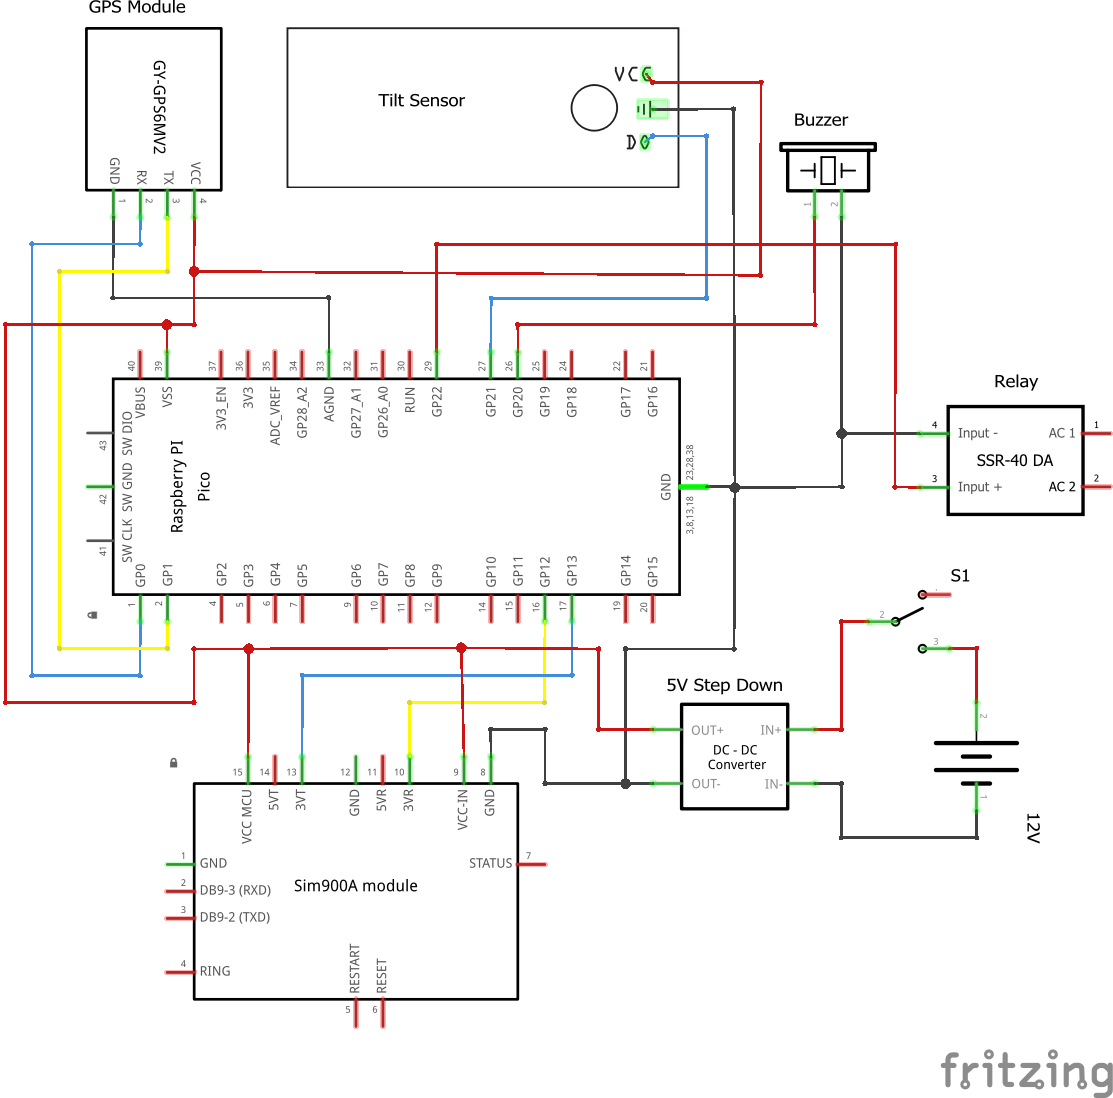 GPS Module
GY-GPS6MV2
GND
RX
TX
VCC
1
2
3
4
Tilt Sensor
VCC
D0
Buzzer
1
2
40
39
37
36
35
34
33
32
31
30
29
27
26
25
24
22
21
VBUS
VSS
3V3_EN
3V3
ADC_VREF
GP28_A2
AGND
GP27_A1
GP26_A0
RUN
GP22
GP21
GP20
GP19
GP18
GP17
GP16
43
42
41
SW DIO
SW GND
SW CLK
Raspberry PI
Pico
GND
23,28,38
3,8,13,18
GP0
GP1
GP2
GP3
GP4
GP5
GP6
GP7
GP8
GP9
GP10
GP11
GP12
GP13
GP14
GP15
1
2
4
5
6
7
9
10
11
12
14
15
16
17
19
20
Relay
4
Input -
AC 1
1
SSR-40 DA
3
Input +
AC 2
2
S1
2
3
5V Step Down
OUT+
IN+
DC - DC
Converter
OUT-
IN-
2
1
12V
15
14
13
12
11
10
9
8
VCC MCU
5VT
3VT
GND
5VR
3VR
VCC-IN
GND
1
GND
STATUS
7
2
DB9-3 (RXD)
Sim900A module
3
DB9-2 (TXD)
4
RING
RESTART
RESET
5
6
fritzing